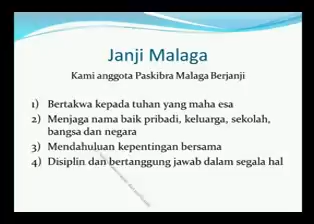 Janji Malaga
Kami anggota Paskibra Malaga Berjanji
1) Bertakwa kepada tuhan yang maha esa
2) Menjaga nama baik pribadi, keluarga, sekolah,
bangsa dan negara
3) Mendahuluan kepentingan bersama
4) Disiplin dan bertanggung jawab dalam segala hal